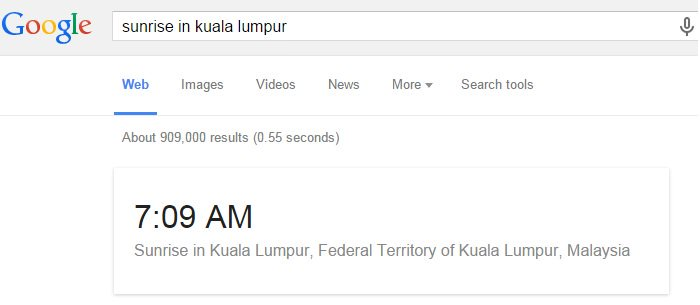 Google sunrise in kuala lumpur
Web Images Videos News More Search tools
About 909,000 results (0.55 seconds)
7:09 AM
Sunrise in Kuala Lumpur, Federal Territory of Kuala Lumpur, Malaysia